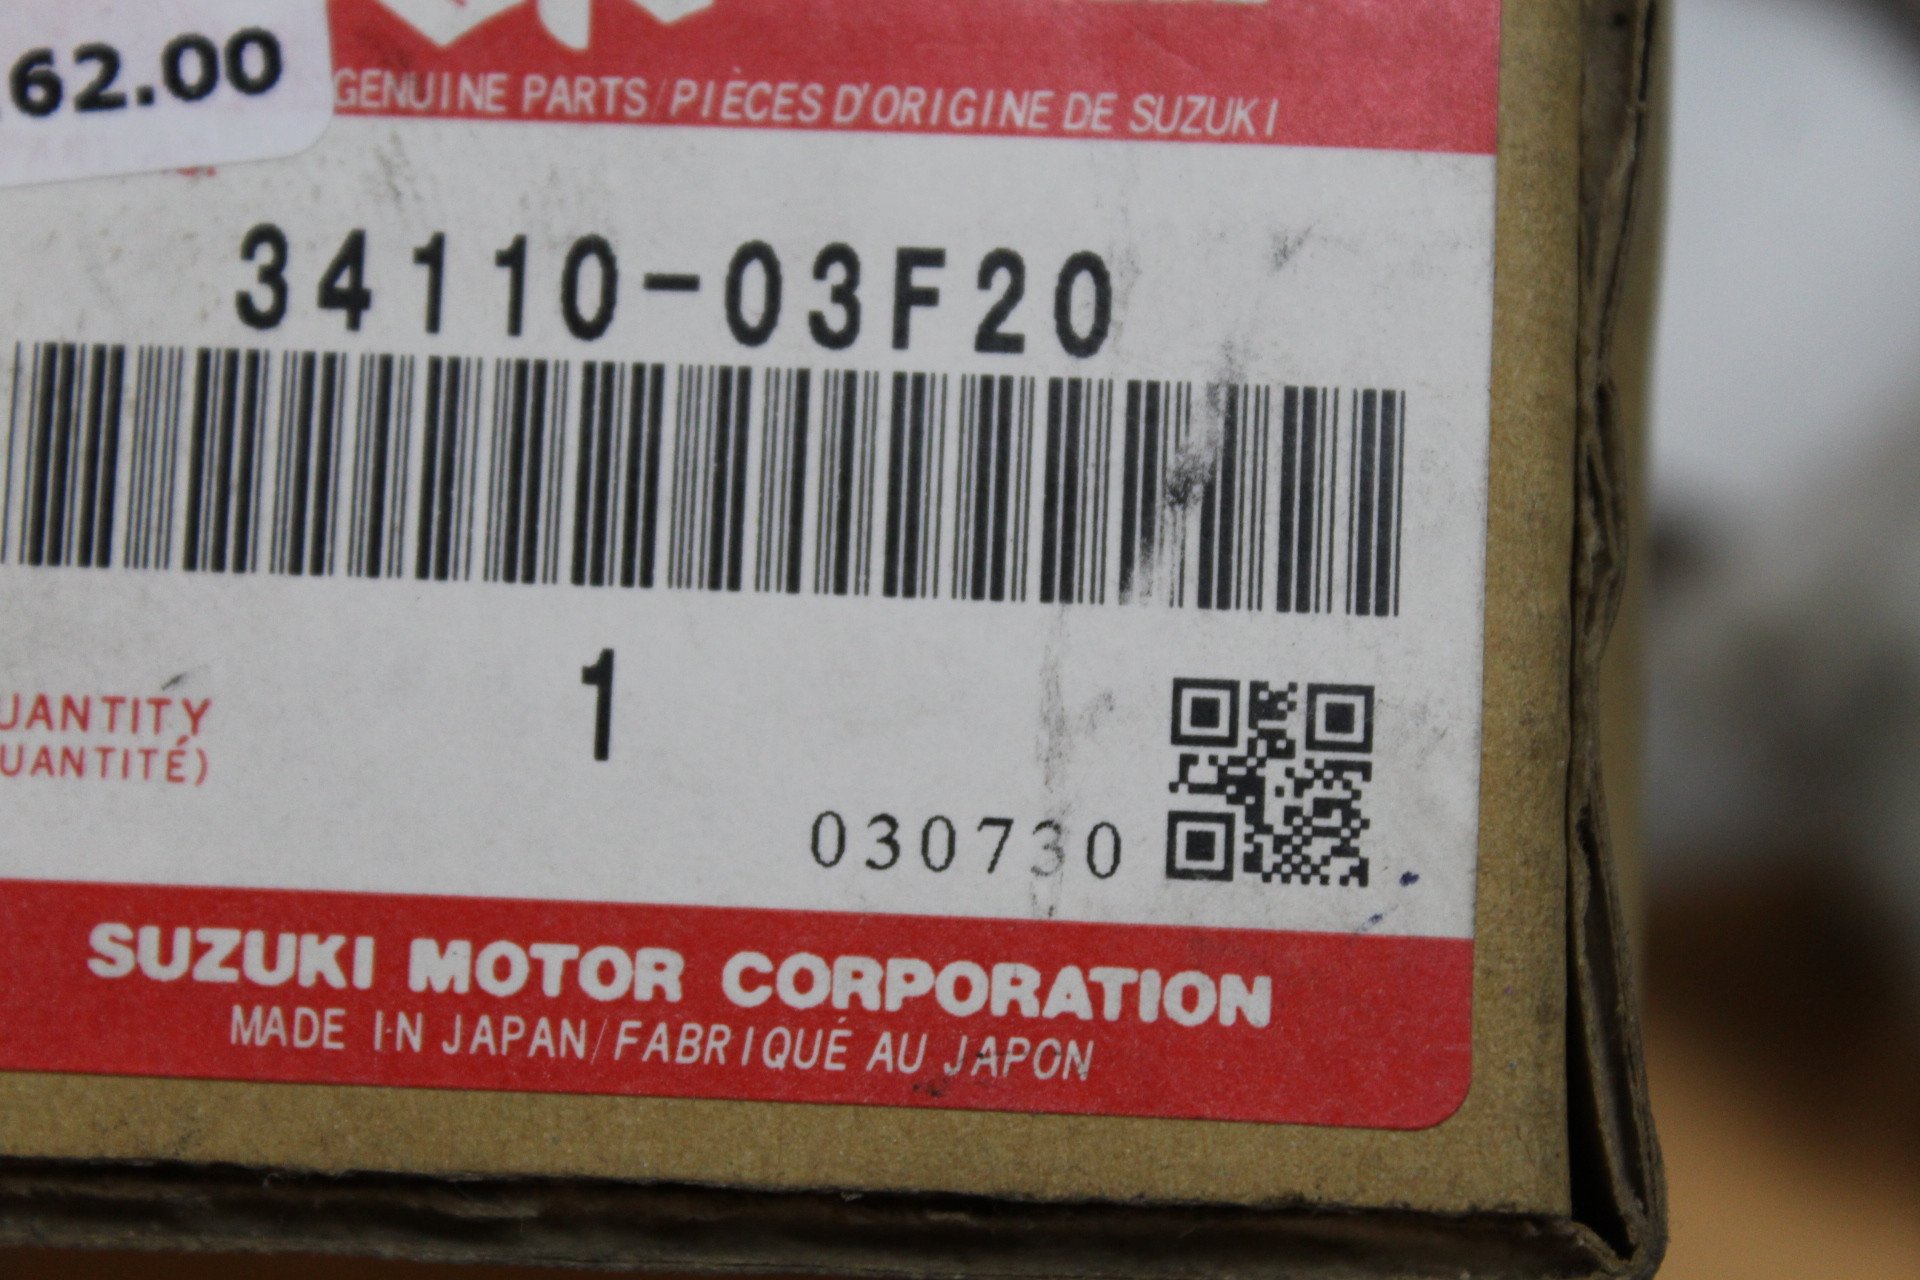 62.00
GENUINE PARTS/PIÈCES D'ORIGINE DE SUZUKI
34110-03F20
1
UANTITY
UANTITÉ)
030730
SUZUKI MOTOR CORPORATION
MADE IN JAPAN/FABRIQUÉ AU JAPON